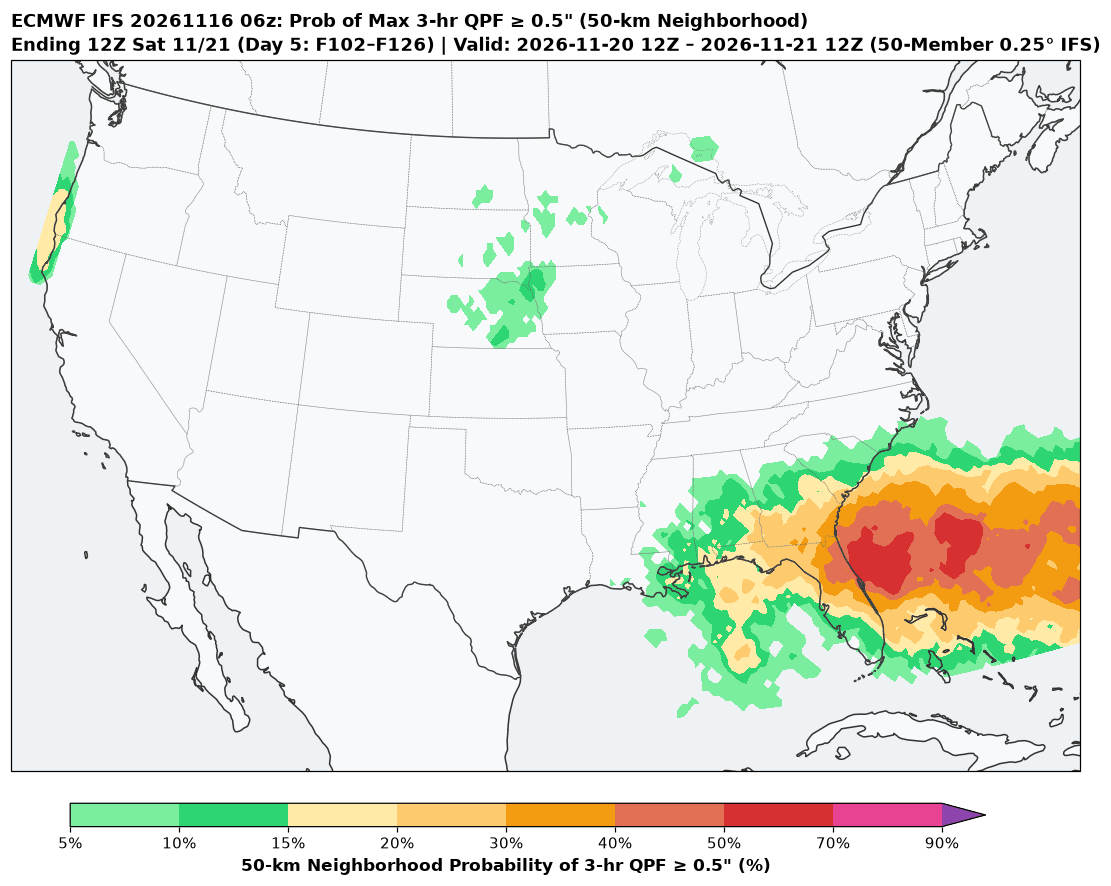 ECMWF IFS 20261116 06z: Prob of Max 3-hr QPF ≥ 0.5" (50-km Neighborhood)
Ending 12Z Sat 11/21 (Day 5: F102–F126) | Valid: 2026-11-20 12Z – 2026-11-21 12Z (50-Member 0.25° IFS)
5% 10% 15% 20% 30% 40% 50% 70% 90%
50-km Neighborhood Probability of 3-hr QPF ≥ 0.5" (%)